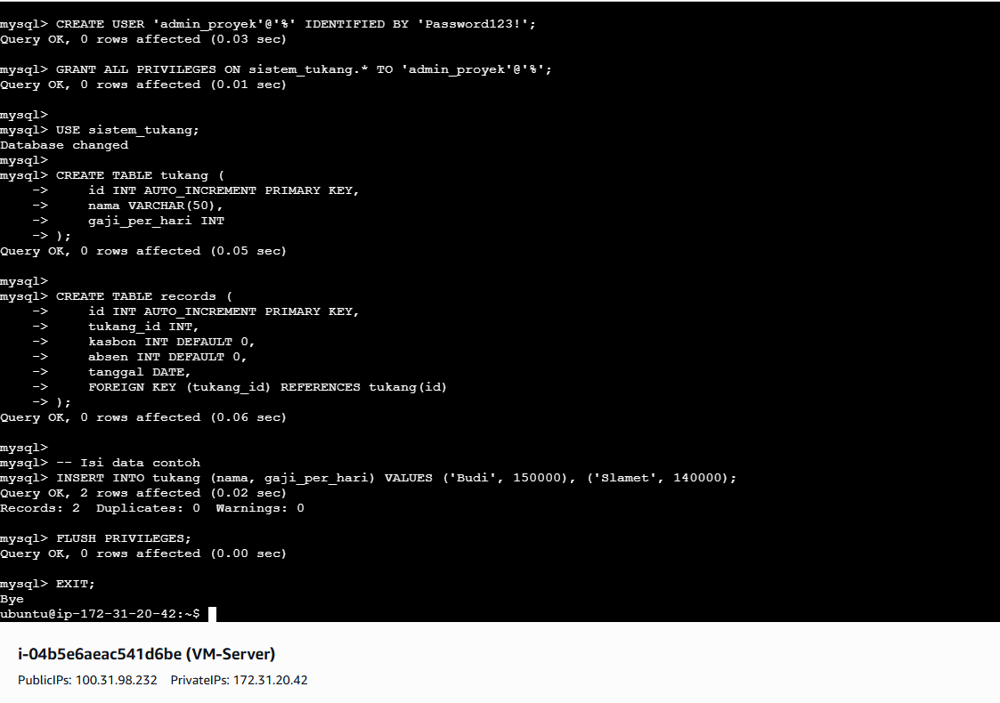 mysql> CREATE USER 'admin_proyek'@'%' IDENTIFIED BY 'Password123!';
Query OK, 0 rows affected (0.03 sec)
mysql> GRANT ALL PRIVILEGES ON sistem_tukang.* TO 'admin_proyek'@'%';
Query OK, 0 rows affected (0.01 sec)
mysql>
mysql> USE sistem_tukang;
Database changed
mysql>
mysql> CREATE TABLE tukang (
    ->     id INT AUTO_INCREMENT PRIMARY KEY,
    ->     nama VARCHAR(50),
    ->     gaji_per_hari INT
    -> );
Query OK, 0 rows affected (0.05 sec)
mysql>
mysql> CREATE TABLE records (
    ->     id INT AUTO_INCREMENT PRIMARY KEY,
    ->     tukang_id INT,
    ->     kasbon INT DEFAULT 0,
    ->     absen INT DEFAULT 0,
    ->     tanggal DATE,
    ->     FOREIGN KEY (tukang_id) REFERENCES tukang(id)
    -> );
Query OK, 0 rows affected (0.06 sec)
mysql>
mysql> -- Isi data contoh
mysql> INSERT INTO tukang (nama, gaji_per_hari) VALUES ('Budi', 150000), ('Slamet', 140000);
Query OK, 2 rows affected (0.02 sec)
Records: 2  Duplicates: 0  Warnings: 0
mysql> FLUSH PRIVILEGES;
Query OK, 0 rows affected (0.00 sec)
mysql> EXIT;
Bye
ubuntu@ip-172-31-20-42:~$
i-04b5e6aeac541d6be (VM-Server)
PublicIPs: 100.31.98.232    PrivateIPs: 172.31.20.42